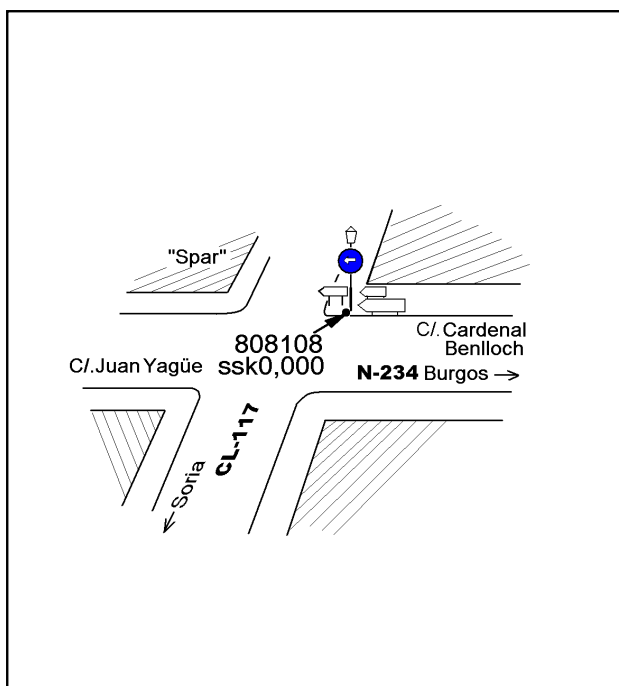 "Spar"
C/. Cardenal
Benlloch
808108
ssk0,000
C/.Juan Yagüe
N-234 Burgos →
CL-117
← Soria